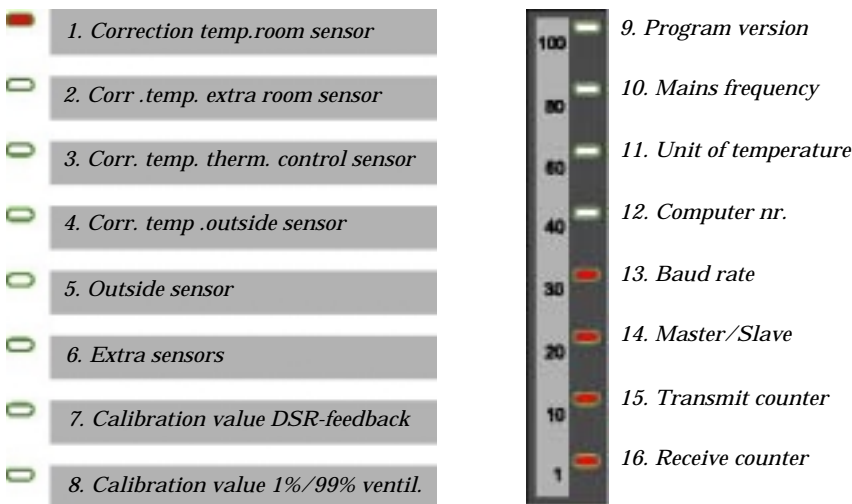 1. Correction temp.room sensor
2. Corr .temp. extra room sensor
3. Corr. temp. therm. control sensor
4. Corr. temp .outside sensor
5. Outside sensor
6. Extra sensors
7. Calibration value DSR-feedback
8. Calibration value 1%/99% ventil.
100
9. Program version
80
10. Mains frequency
60
11. Unit of temperature
40
12. Computer nr.
30
13. Baud rate
20
14. Master/Slave
10
15. Transmit counter
1
16. Receive counter